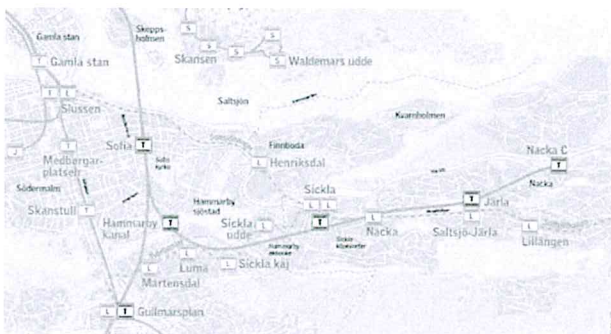 Gamla stan
Skepps-
holmen
S
S
S
S
S
Skansen
Waldemars udde
T
Gamla stan
T
L
Slussen
Saltsjön
Kvarnholmen
J
T
Medborgar-
platsen
Sofia
T
Finnboda
L
Henriksdal
Nacka C
T
Nacka
Södermalm
Skanstull
T
Hammarby
sjöstad
Sickla
L
L
T
Järla
Hammarby
kanal
T
Sickla
udde
L
T
L
Nacka
L
Saltsjö-Järla
L
Lillängen
L
Luma
L
Sickla kaj
L
Mårtensdal
L
T
Gullmarsplan